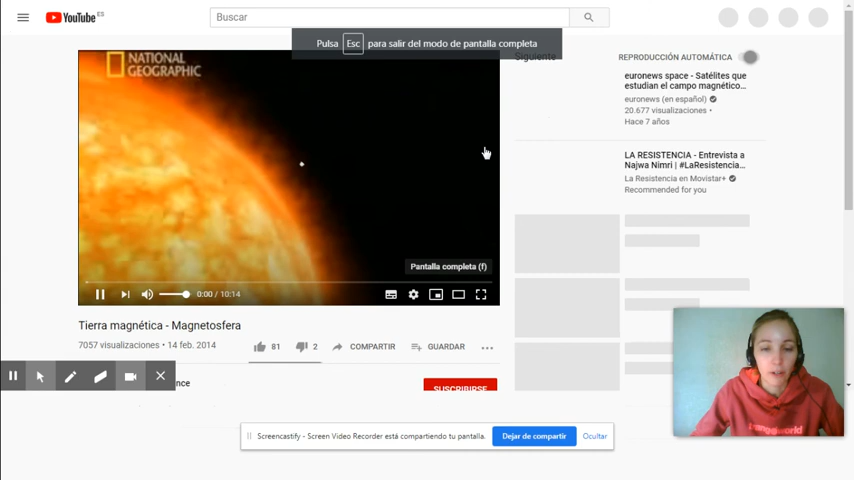 YouTube ES
Buscar
Pulsa Esc para salir del modo de pantalla completa
NATIONAL
GEOGRAPHIC
Pantalla completa (f)
0:00 / 10:14
Tierra magnética - Magnetosfera
7057 visualizaciones • 14 feb. 2014
81
2
COMPARTIR
GUARDAR
nce
SUSCRIBIRSE
Siguiente
REPRODUCCIÓN AUTOMÁTICA
euronews space - Satélites que
estudian el campo magnético...
euronews (en español)
20.677 visualizaciones •
Hace 7 años
LA RESISTENCIA - Entrevista a
Najwa Nimri | #LaResistencia...
La Resistencia en Movistar+
Recommended for you
Screencastify - Screen Video Recorder está compartiendo tu pantalla.
Dejar de compartir
Ocultar